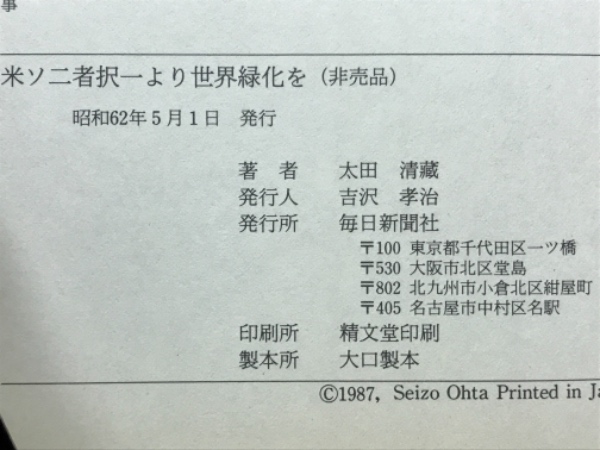 事
米ソ二者択一より世界緑化を（非売品）
昭和62年5月1日　発行
著　者　太田　清藏
発行人　吉沢　孝治
発行所　毎日新聞社
〒100 東京都千代田区一ツ橋
〒530 大阪市北区堂島
〒802 北九州市小倉北区紺屋町
〒405 名古屋市中村区名駅
印刷所　精文堂印刷
製本所　大口製本
©1987, Seizo Ohta Printed in Ja